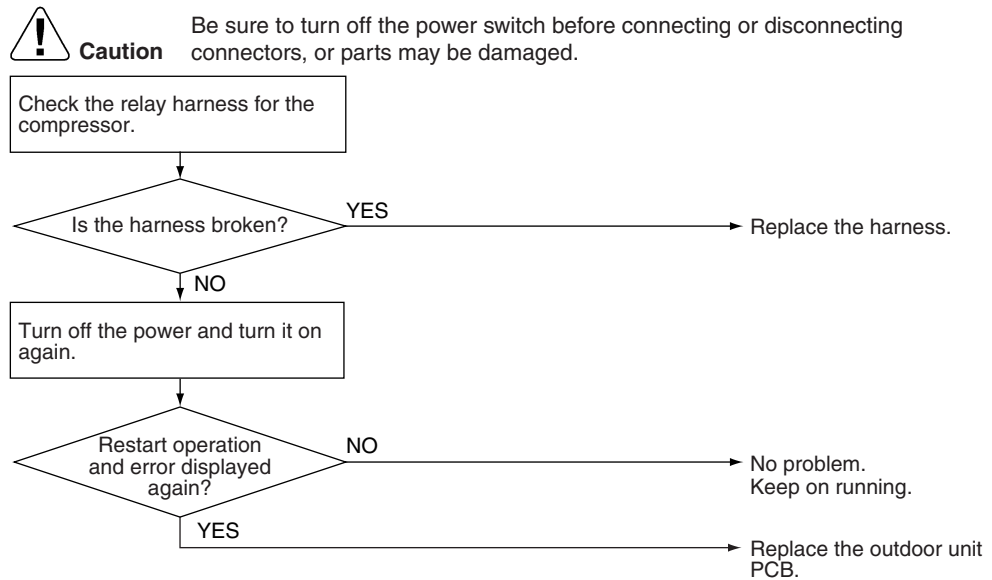 Be sure to turn off the power switch before connecting or disconnecting
Caution connectors, or parts may be damaged.
Check the relay harness for the
compressor.
Is the harness broken?
YES
Replace the harness.
NO
Turn off the power and turn it on
again.
Restart operation
and error displayed
again?
NO
No problem.
Keep on running.
YES
Replace the outdoor unit
PCB.